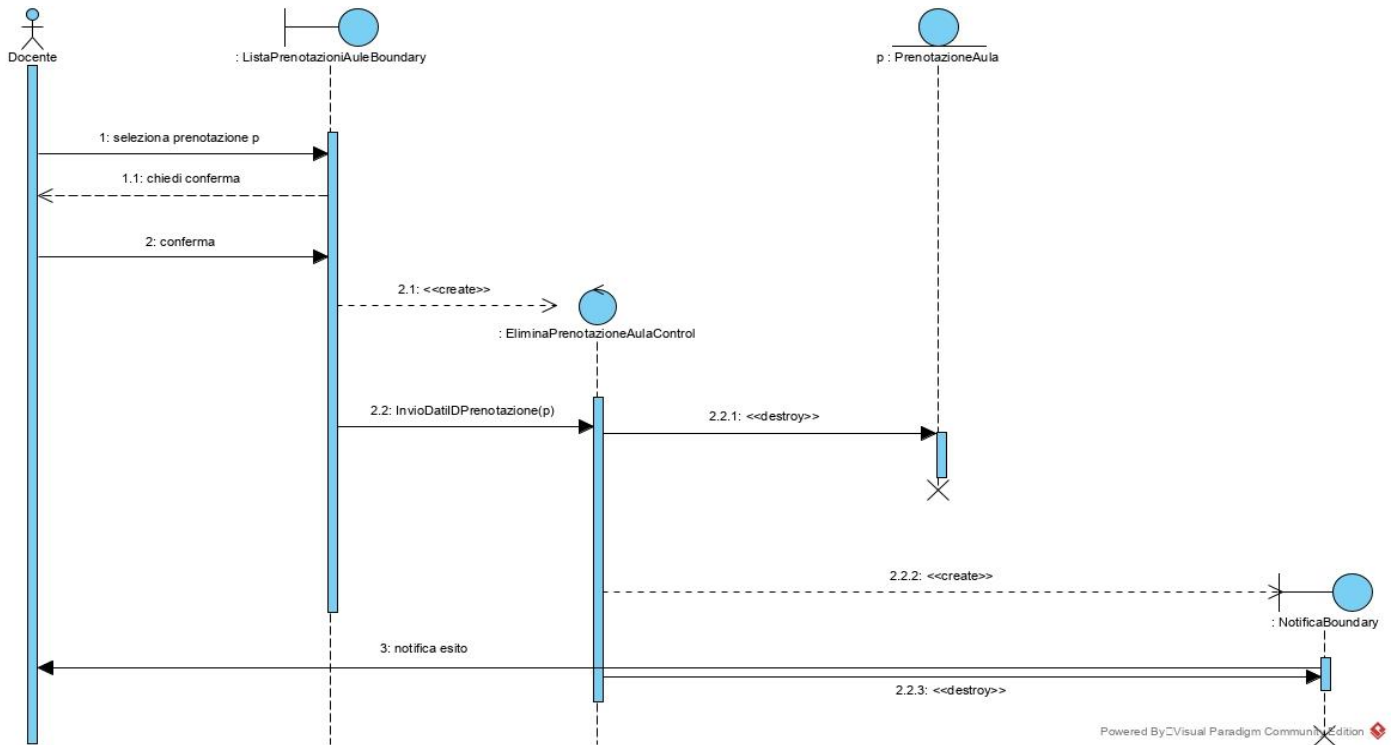 Docente
: ListaPrenotazioniAuleBoundary
p : PrenotazioneAula
1: seleziona prenotazione p
1.1: chiedi conferma
2: conferma
2.1: <<create>>
: EliminaPrenotazioneAulaControl
2.2: InvioDatiIDPrenotazione(p)
2.2.1: <<destroy>>
2.2.2: <<create>>
: NotificaBoundary
3: notifica esito
2.2.3: <<destroy>>
Powered By Visual Paradigm Community Edition